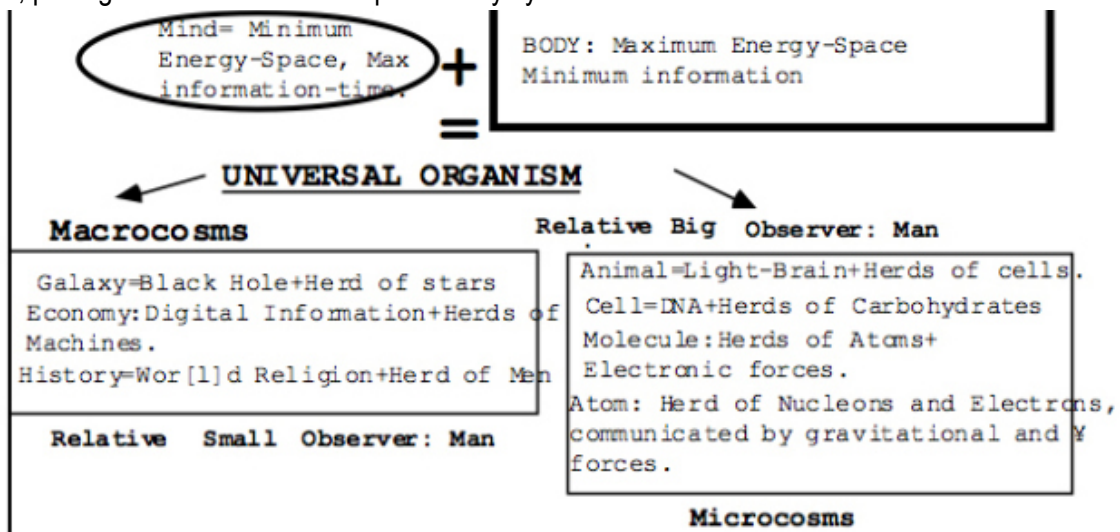 Mind= Minimum
Energy-Space, Max
information-time.
+
BODY: Maximum Energy-Space
Minimum information
=
UNIVERSAL ORGANISM
Macrocosms
Galaxy=Black Hole+Herd of stars
Economy:Digital Information+Herds of
Machines.
History=Wor[l]d Religion+Herd of Men
Relative Small Observer: Man
Relative Big Observer: Man
Animal=Light-Brain+Herds of cells.
Cell=DNA+Herds of Carbohydrates
Molecule:Herds of Atoms+
Electronic forces.
Atom: Herd of Nucleons and Electrons,
communicated by gravitational and ¥
forces.
Microcosms